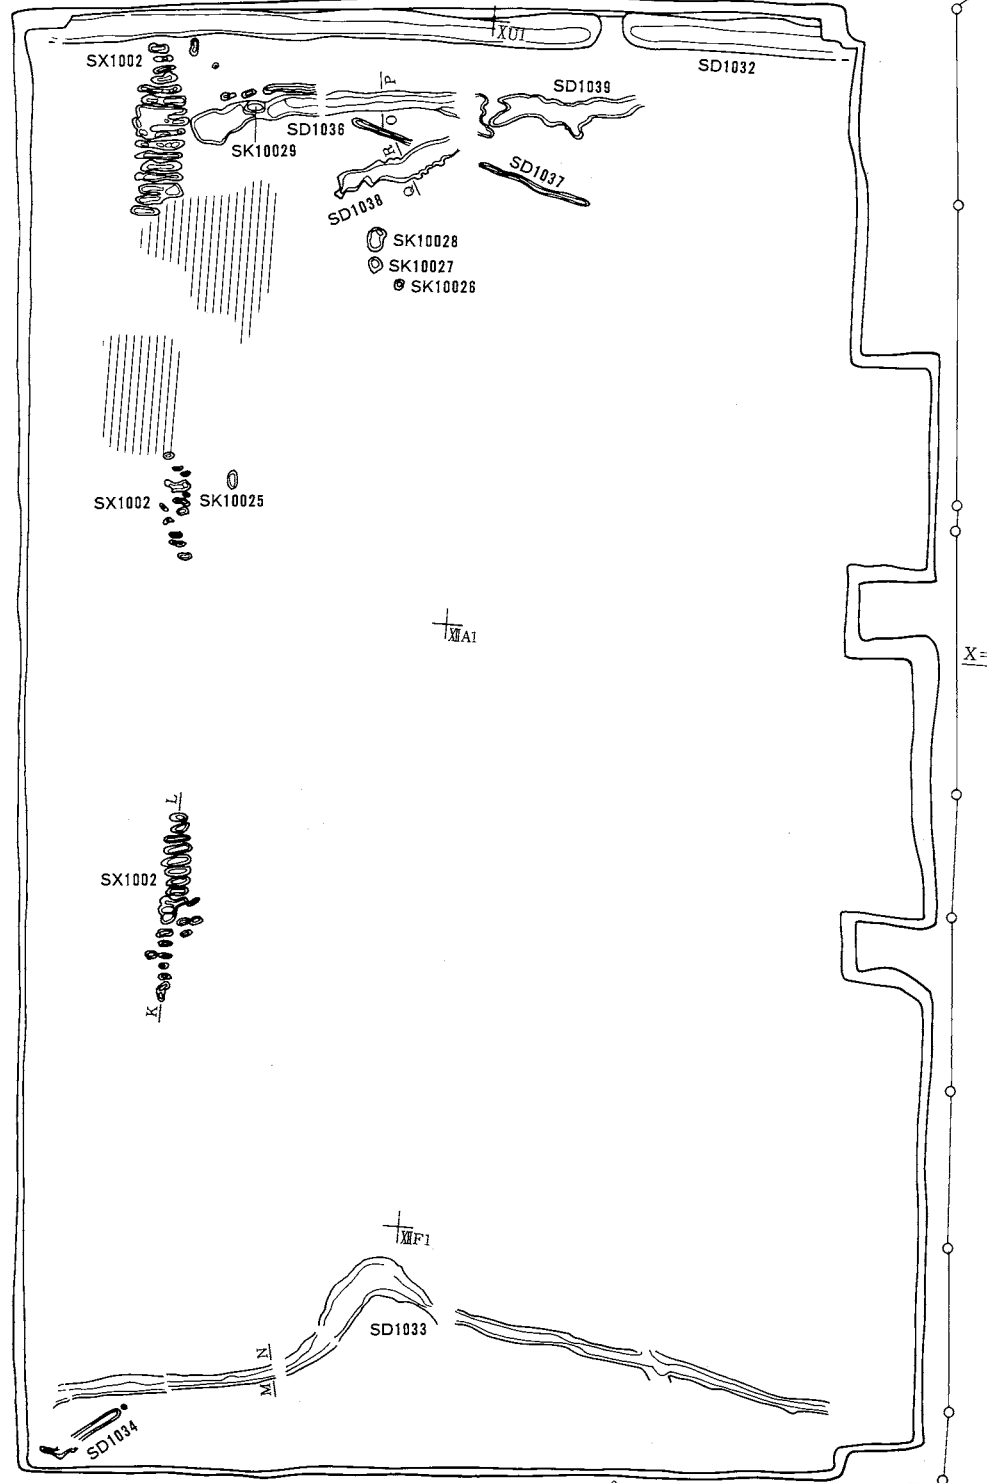 XU1
SX1002
SD1032
P
SD1039
O
SD1036
SK10029
R
SD1037
Q
SD1038
SK10028
SK10027
SK10026
SX1002
SK10025
XIIA1
X=
L
SX1002
K
XIIF1
SD1033
N
M
SD1034